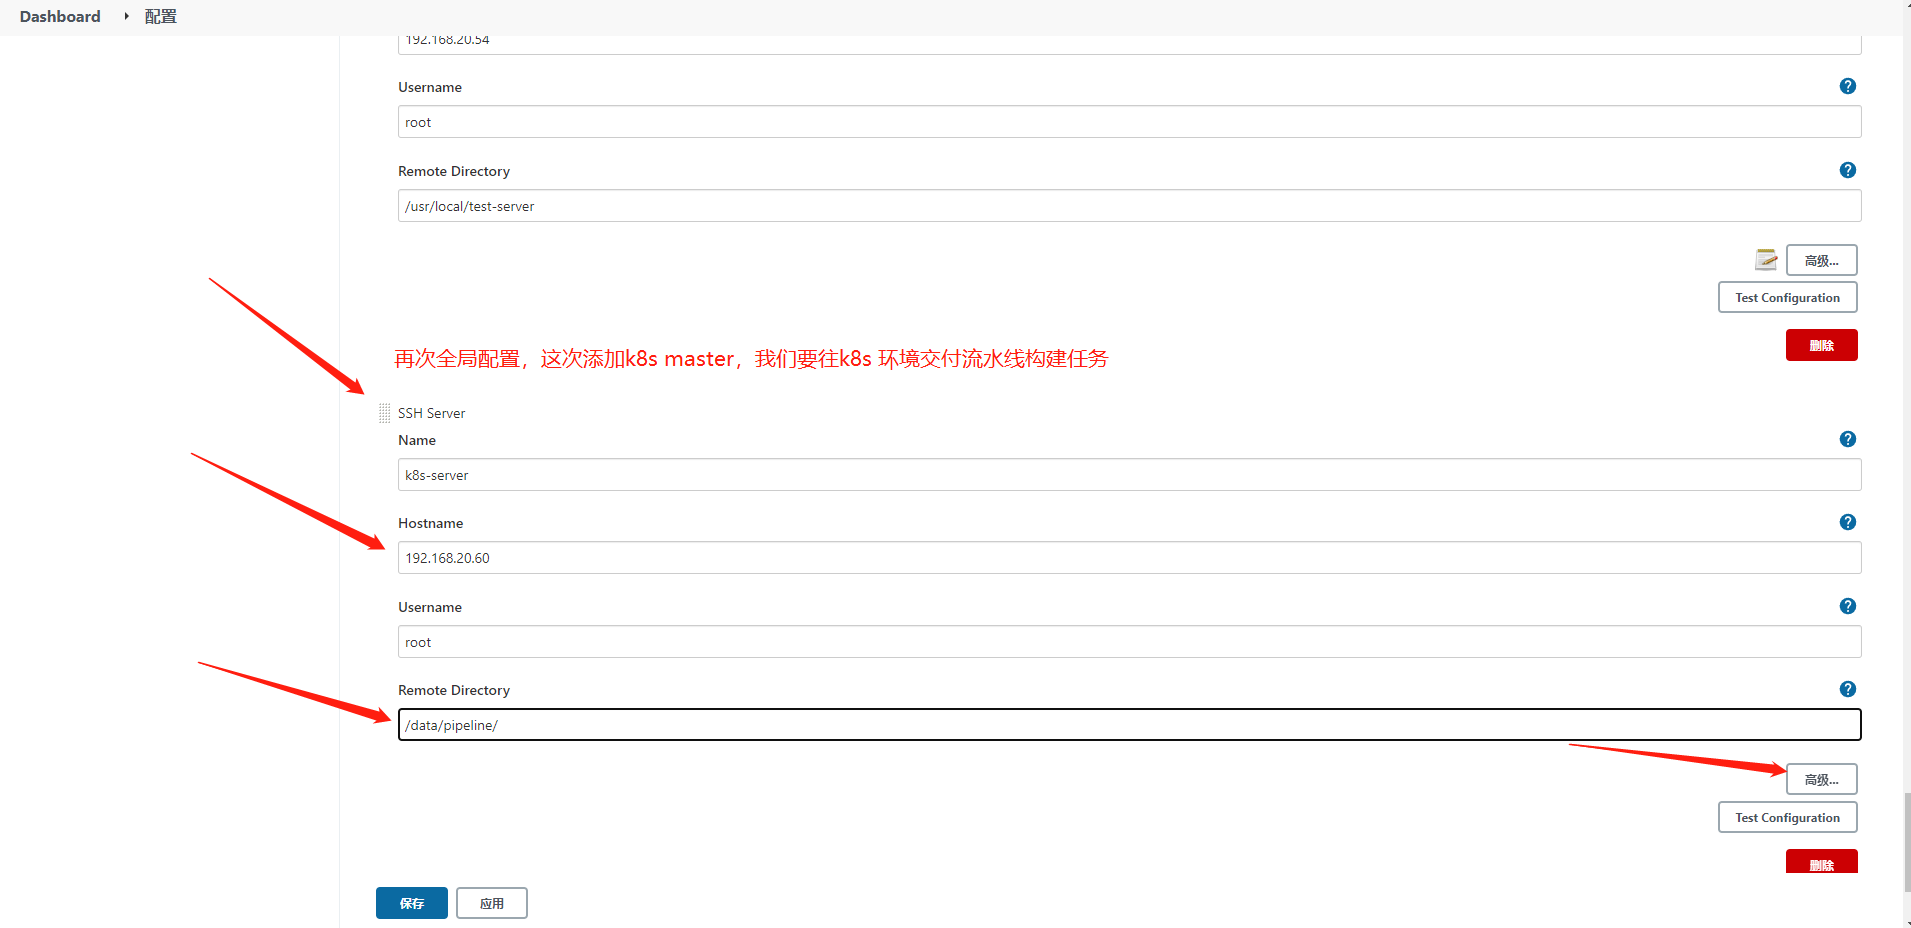 Dashboard
配置
192.168.20.54
Username
root
Remote Directory
/usr/local/test-server
高级...
Test Configuration
删除
再次全局配置，这次添加k8s master，我们要往k8s 环境交付流水线构建任务
SSH Server
Name
k8s-server
Hostname
192.168.20.60
Username
root
Remote Directory
/data/pipeline/
高级...
Test Configuration
删除
保存
应用